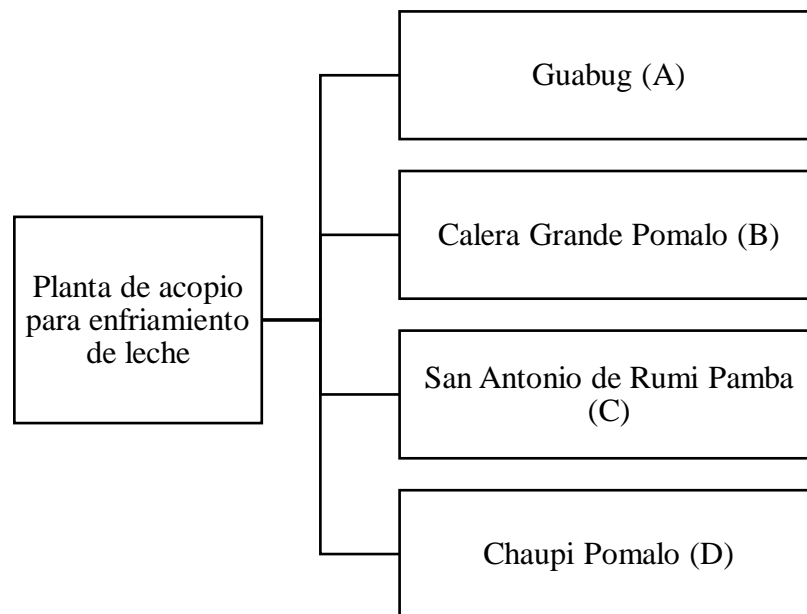 Guabug (A)
Calera Grande Pomalo (B)
Planta de acopio
para enfriamiento
de leche
San Antonio de Rumi Pamba
(C)
Chaupi Pomalo (D)